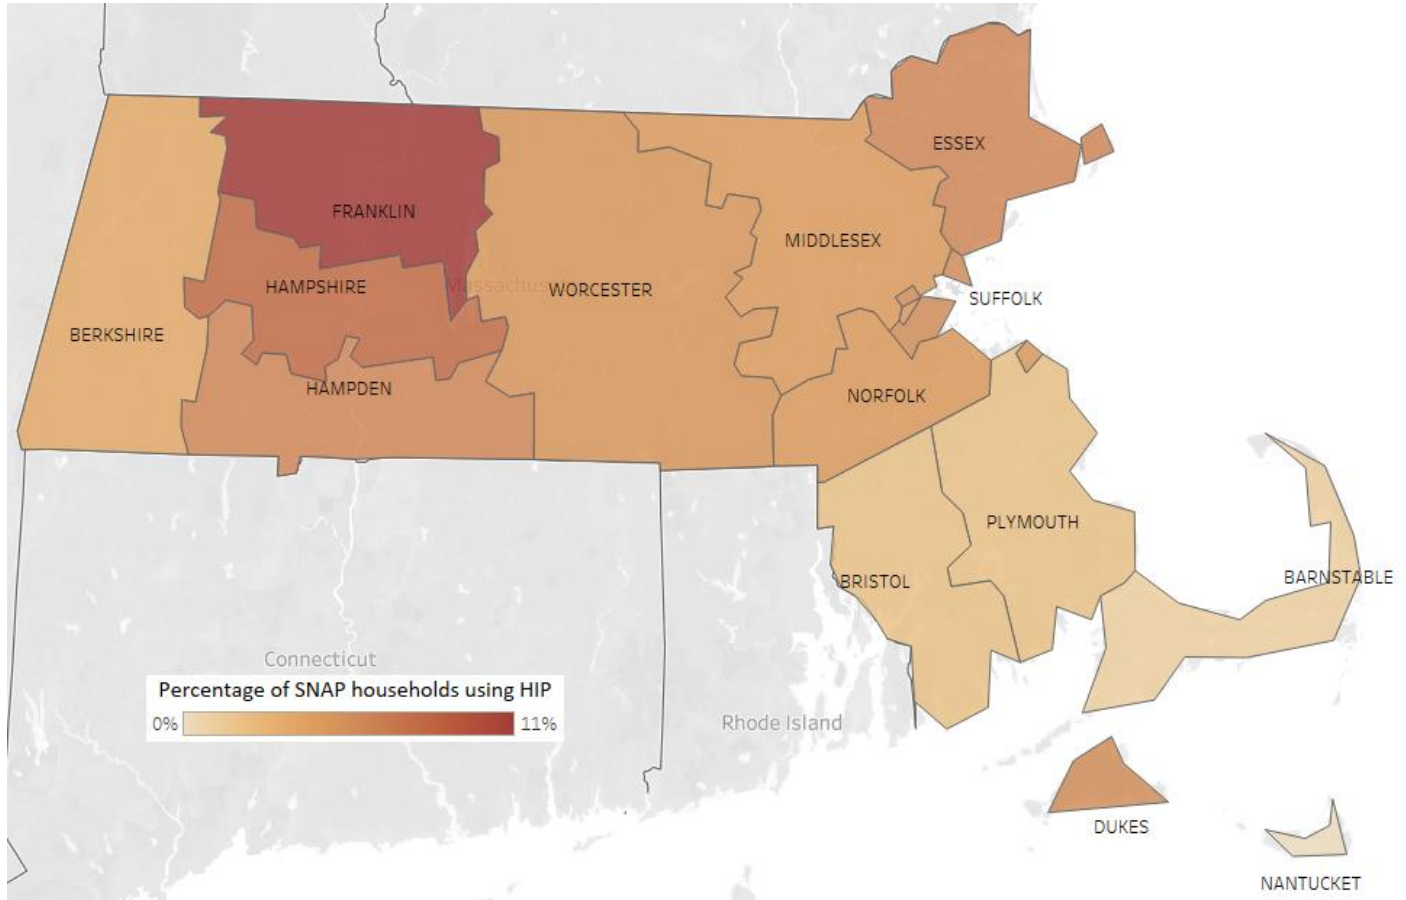 ESSEX
FRANKLIN
MIDDLESEX
HAMPSHIRE
Massachus
WORCESTER
SUFFOLK
BERKSHIRE
HAMPDEN
NORFOLK
PLYMOUTH
BRISTOL
BARNSTABLE
Connecticut
Percentage of SNAP households using HIP
0% 11%
Rhode Island
DUKES
NANTUCKET